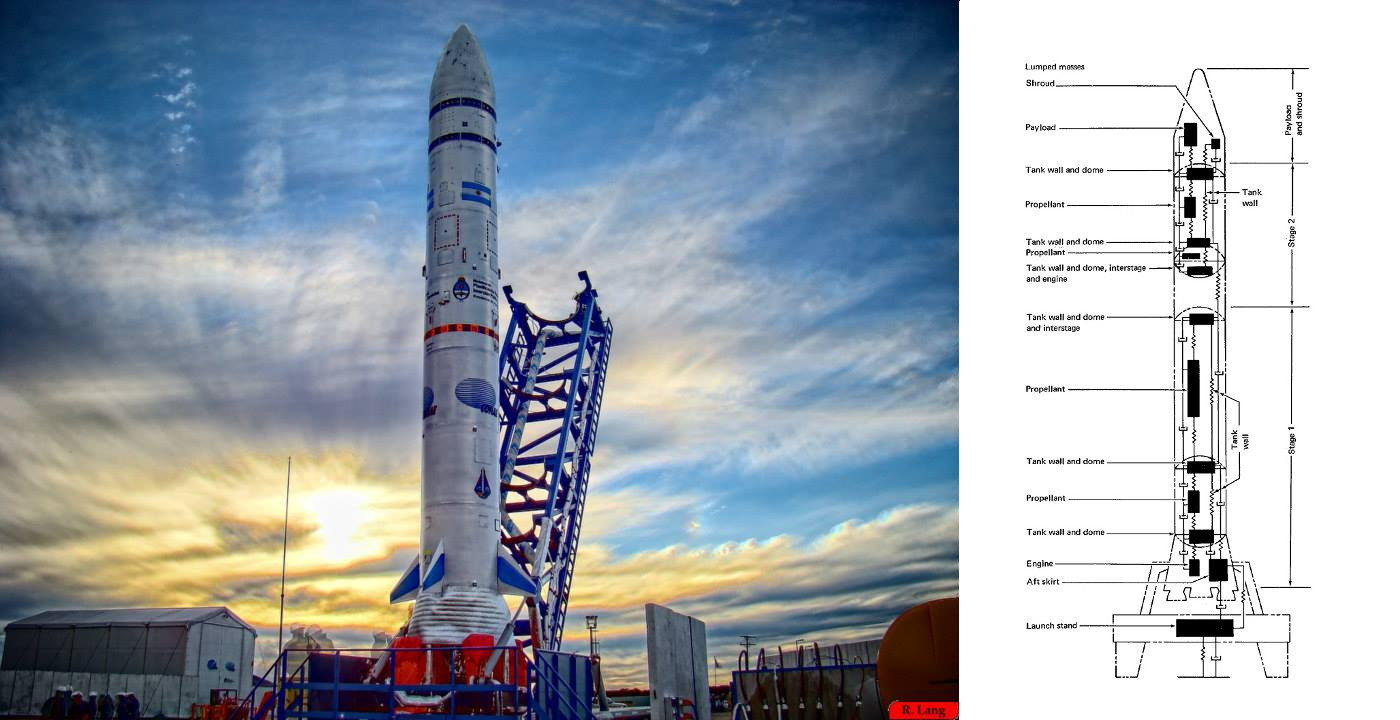 R. Lang
Lumped masses
Shroud
Payload
Tank wall and dome
Propellant
Tank wall and dome
Propellant
Tank wall and dome, interstage
and engine
Tank wall and dome
and interstage
Propellant
Tank wall and dome
Propellant
Tank wall and dome
Engine
Aft skirt
Launch stand
Tank
wall
Tank
wall
Payload
and shroud
Stage 2
Stage 1